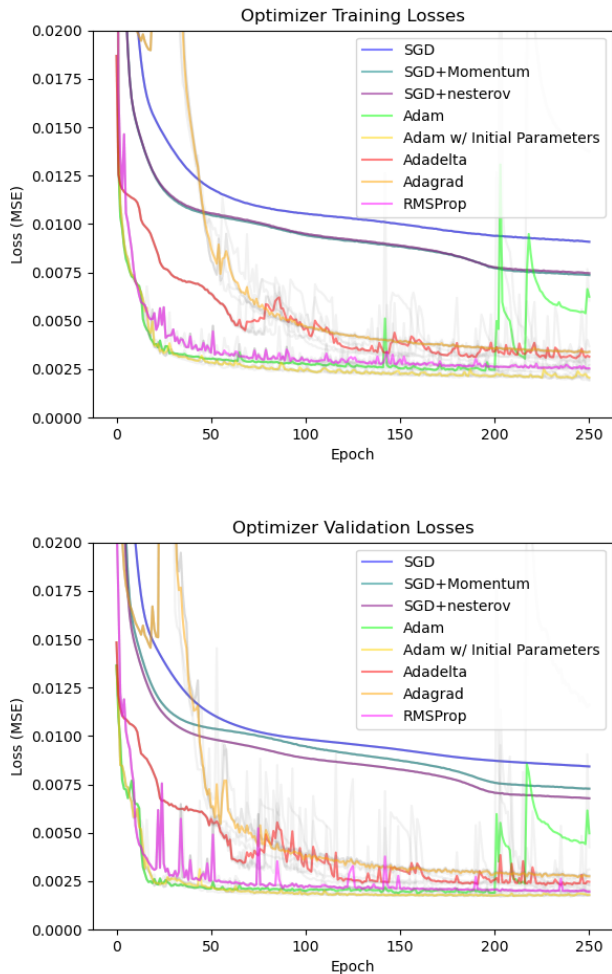 Optimizer Training Losses
0.0200
0.0175
0.0150
0.0125
0.0100
0.0075
0.0050
0.0025
0.0000
Loss (MSE)
SGD
SGD+Momentum
SGD+nesterov
Adam
Adam w/ Initial Parameters
Adadelta
Adagrad
RMSProp
0 50 100 150 200 250
Epoch
Optimizer Validation Losses
0.0200
0.0175
0.0150
0.0125
0.0100
0.0075
0.0050
0.0025
0.0000
Loss (MSE)
SGD
SGD+Momentum
SGD+nesterov
Adam
Adam w/ Initial Parameters
Adadelta
Adagrad
RMSProp
0 50 100 150 200 250
Epoch